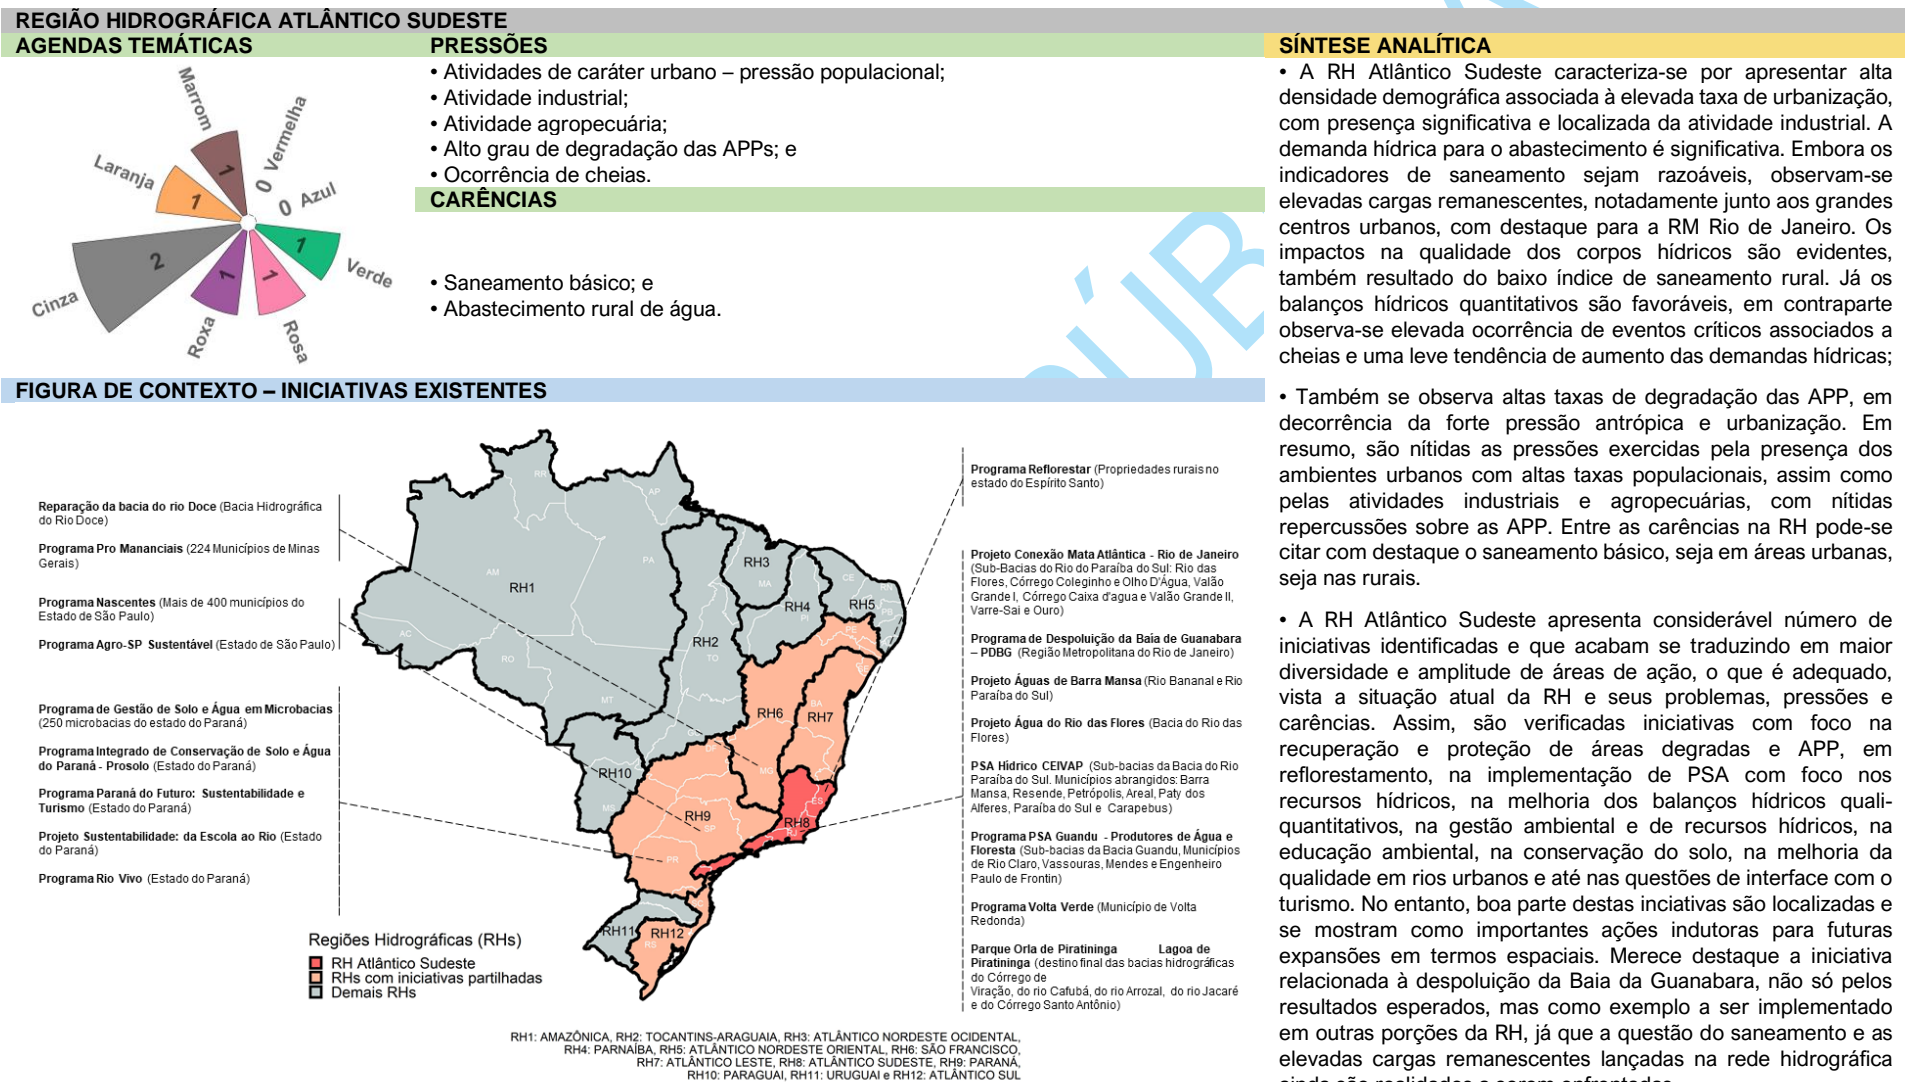 REGIÃO HIDROGRÁFICA ATLÂNTICO SUDESTE
AGENDAS TEMÁTICAS
Marrom
Vermelha
Laranja
Azul
Verde
Cinza
Roxa
Rosa
1
0
0
1
1
2
1
1
PRESSÕES
• Atividades de caráter urbano – pressão populacional;
• Atividade industrial;
• Atividade agropecuária;
• Alto grau de degradação das APPs; e
• Ocorrência de cheias.
CARÊNCIAS
• Saneamento básico; e
• Abastecimento rural de água.
FIGURA DE CONTEXTO – INICIATIVAS EXISTENTES
Reparação da bacia do rio Doce (Bacia Hidrográfica
do Rio Doce)
Programa Pro Mananciais (224 Municípios de Minas
Gerais)
Programa Nascentes (Mais de 400 municípios do
Estado de São Paulo)
Programa Agro-SP Sustentável (Estado de São Paulo)
Programa de Gestão de Solo e Água em Microbacias
(250 microbacias do estado do Paraná)
Programa Integrado de Conservação de Solo e Água
do Paraná - Prosolo (Estado do Paraná)
Programa Paraná do Futuro: Sustentabilidade e
Turismo (Estado do Paraná)
Projeto Sustentabilidade: da Escola ao Rio (Estado
do Paraná)
Programa Rio Vivo (Estado do Paraná)
RR
AP
AM
PA
RH1
AC
RO
MT
RH2
TO
RH3
MA
RH4
PI
CE
RH5
RN
PB
PE
SE
BA
RH6
RH7
GO
DF
MG
RH10
MS
RH9
SP
ES
RH8
RJ
PR
RH11
RH12
RS
Regiões Hidrográficas (RHs)
RH Atlântico Sudeste
RHs com iniciativas partilhadas
Demais RHs
Programa Reflorestar (Propriedades rurais no
estado do Espírito Santo)
Projeto Conexão Mata Atlântica - Rio de Janeiro
(Sub-Bacias do Rio do Paraíba do Sul: Rio das
Flores, Córrego Coleginho e Olho D'Água, Valão
Grande I, Córrego Caixa d'agua e Valão Grande II,
Varre-Sai e Ouro)
Programa de Despoluição da Baía de Guanabara
– PDBG (Região Metropolitana do Rio de Janeiro)
Projeto Águas de Barra Mansa (Rio Bananal e Rio
Paraíba do Sul)
Projeto Água do Rio das Flores (Bacia do Rio das
Flores)
PSA Hídrico CEIVAP (Sub-bacias da Bacia do Rio
Paraíba do Sul. Municípios abrangidos: Barra
Mansa, Resende, Petrópolis, Areal, Paty dos
Alferes, Paraíba do Sul e Carapebus)
Programa PSA Guandu - Produtores de Água e
Floresta (Sub-bacias da Bacia Guandu, Municípios
de Rio Claro, Vassouras, Mendes e Engenheiro
Paulo de Frontin)
Programa Volta Verde (Município de Volta
Redonda)
Parque Orla de Piratininga Lagoa de
Piratininga (destino final das bacias hidrográficas
do Córrego de
Viração, do rio Cafubá, do rio Arrozal, do rio Jacaré
e do Córrego Santo Antônio)
RH1: AMAZÔNICA, RH2: TOCANTINS-ARAGUAIA, RH3: ATLÂNTICO NORDESTE OCIDENTAL,
RH4: PARNAÍBA, RH5: ATLÂNTICO NORDESTE ORIENTAL, RH6: SÃO FRANCISCO,
RH7: ATLÂNTICO LESTE, RH8: ATLÂNTICO SUDESTE, RH9: PARANÁ,
RH10: PARAGUAI, RH11: URUGUAI e RH12: ATLÂNTICO SUL
SÍNTESE ANALÍTICA
• A RH Atlântico Sudeste caracteriza-se por apresentar alta
densidade demográfica associada à elevada taxa de urbanização,
com presença significativa e localizada da atividade industrial. A
demanda hídrica para o abastecimento é significativa. Embora os
indicadores de saneamento sejam razoáveis, observam-se
elevadas cargas remanescentes, notadamente junto aos grandes
centros urbanos, com destaque para a RM Rio de Janeiro. Os
impactos na qualidade dos corpos hídricos são evidentes,
também resultado do baixo índice de saneamento rural. Já os
balanços hídricos quantitativos são favoráveis, em contraparte
observa-se elevada ocorrência de eventos críticos associados a
cheias e uma leve tendência de aumento das demandas hídricas;
• Também se observa altas taxas de degradação das APP, em
decorrência da forte pressão antrópica e urbanização. Em
resumo, são nítidas as pressões exercidas pela presença dos
ambientes urbanos com altas taxas populacionais, assim como
pelas atividades industriais e agropecuárias, com nítidas
repercussões sobre as APP. Entre as carências na RH pode-se
citar com destaque o saneamento básico, seja em áreas urbanas,
seja nas rurais.
• A RH Atlântico Sudeste apresenta considerável número de
iniciativas identificadas e que acabam se traduzindo em maior
diversidade e amplitude de áreas de ação, o que é adequado,
vista a situação atual da RH e seus problemas, pressões e
carências. Assim, são verificadas iniciativas com foco na
recuperação e proteção de áreas degradas e APP, em
reflorestamento, na implementação de PSA com foco nos
recursos hídricos, na melhoria dos balanços hídricos quali-
quantitativos, na gestão ambiental e de recursos hídricos, na
educação ambiental, na conservação do solo, na melhoria da
qualidade em rios urbanos e até nas questões de interface com o
turismo. No entanto, boa parte destas inciativas são localizadas e
se mostram como importantes ações indutoras para futuras
expansões em termos espaciais. Merece destaque a iniciativa
relacionada à despoluição da Baia da Guanabara, não só pelos
resultados esperados, mas como exemplo a ser implementado
em outras porções da RH, já que a questão do saneamento e as
elevadas cargas remanescentes lançadas na rede hidrográfica